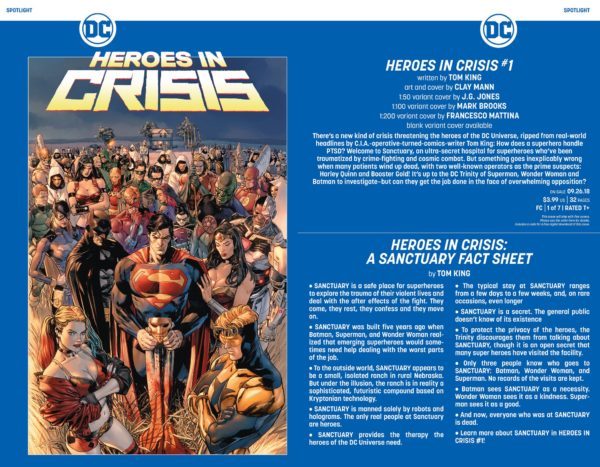 SPOTLIGHT
SPOTLIGHT
DC
DC
HEROES IN
CRISIS
HEROES IN CRISIS #1
written by TOM KING
art and cover by CLAY MANN
1:50 variant cover by J.G. JONES
1:100 variant cover by MARK BROOKS
1:200 variant cover by FRANCESCO MATTINA
blank variant cover available
There's a new kind of crisis threatening the heroes of the DC Universe, ripped from real-world
headlines by C.I.A.-operative-turned-comics-writer Tom King: How does a superhero handle
PTSD? Welcome to Sanctuary, an ultra-secret hospital for superheroes who've been
traumatized by crime-fighting and cosmic combat. But something goes inexplicably wrong
when many patients wind up dead, with two well-known operators as the prime suspects:
Harley Quinn and Booster Gold! It's up to the DC Trinity of Superman, Wonder Woman and
Batman to investigate—but can they get the job done in the face of overwhelming opposition?
ON SALE 09.26.18
$3.99 US | 32 PAGES
FC | 1 of 7 | RATED T+
This issue will ship with five covers.
Please see the order form for details.
HEROES IN CRISIS:
A SANCTUARY FACT SHEET
by TOM KING
• SANCTUARY is a safe place for superheroes
to explore the trauma of their violent lives and
deal with the after effects of the fight. They
come, they rest, they confess and they move
on.
• SANCTUARY was built five years ago when
Batman, Superman, and Wonder Woman real-
ized that emerging superheroes would some-
times need help dealing with the worst parts
of the job.
• To the outside world, SANCTUARY appears to
be a small, isolated ranch in rural Nebraska.
But under the illusion, the ranch is in reality a
sophisticated, futuristic compound based on
Kryptonian technology.
• SANCTUARY is manned solely by robots and
holograms. The only real people at Sanctuary
are heroes.
• SANCTUARY provides the therapy the
heroes of the DC Universe need.
• The typical stay at SANCTUARY ranges
from a few days to a few weeks, and, on rare
occasions, even longer
• SANCTUARY is a secret. The general public
doesn't know of its existence
• To protect the privacy of the heroes, the
Trinity discourages them from talking about
SANCTUARY, though it is an open secret that
many super heroes have visited the facility.
• Only three people know who goes to
SANCTUARY: Batman, Wonder Woman, and
Superman. No records of the visits are kept.
• Batman sees SANCTUARY as a necessity.
Wonder Woman sees it as a kindness. Super-
man sees it as a good.
• And now, everyone who was at SANCTUARY
is dead.
• Learn more about SANCTUARY in HEROES IN
CRISIS #1!